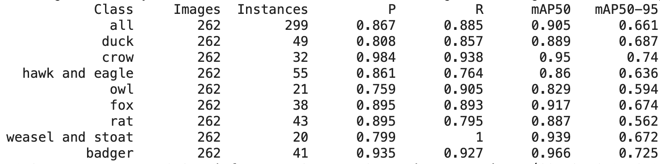 Class Images Instances P R mAP50 mAP50-95
all 262 299 0.867 0.885 0.905 0.661
duck 262 49 0.808 0.857 0.889 0.687
crow 262 32 0.984 0.938 0.95 0.74
hawk and eagle 262 55 0.861 0.764 0.86 0.636
owl 262 21 0.759 0.905 0.829 0.594
fox 262 38 0.895 0.893 0.917 0.674
rat 262 43 0.895 0.795 0.887 0.562
weasel and stoat 262 20 0.799 1 0.939 0.672
badger 262 41 0.935 0.927 0.966 0.725